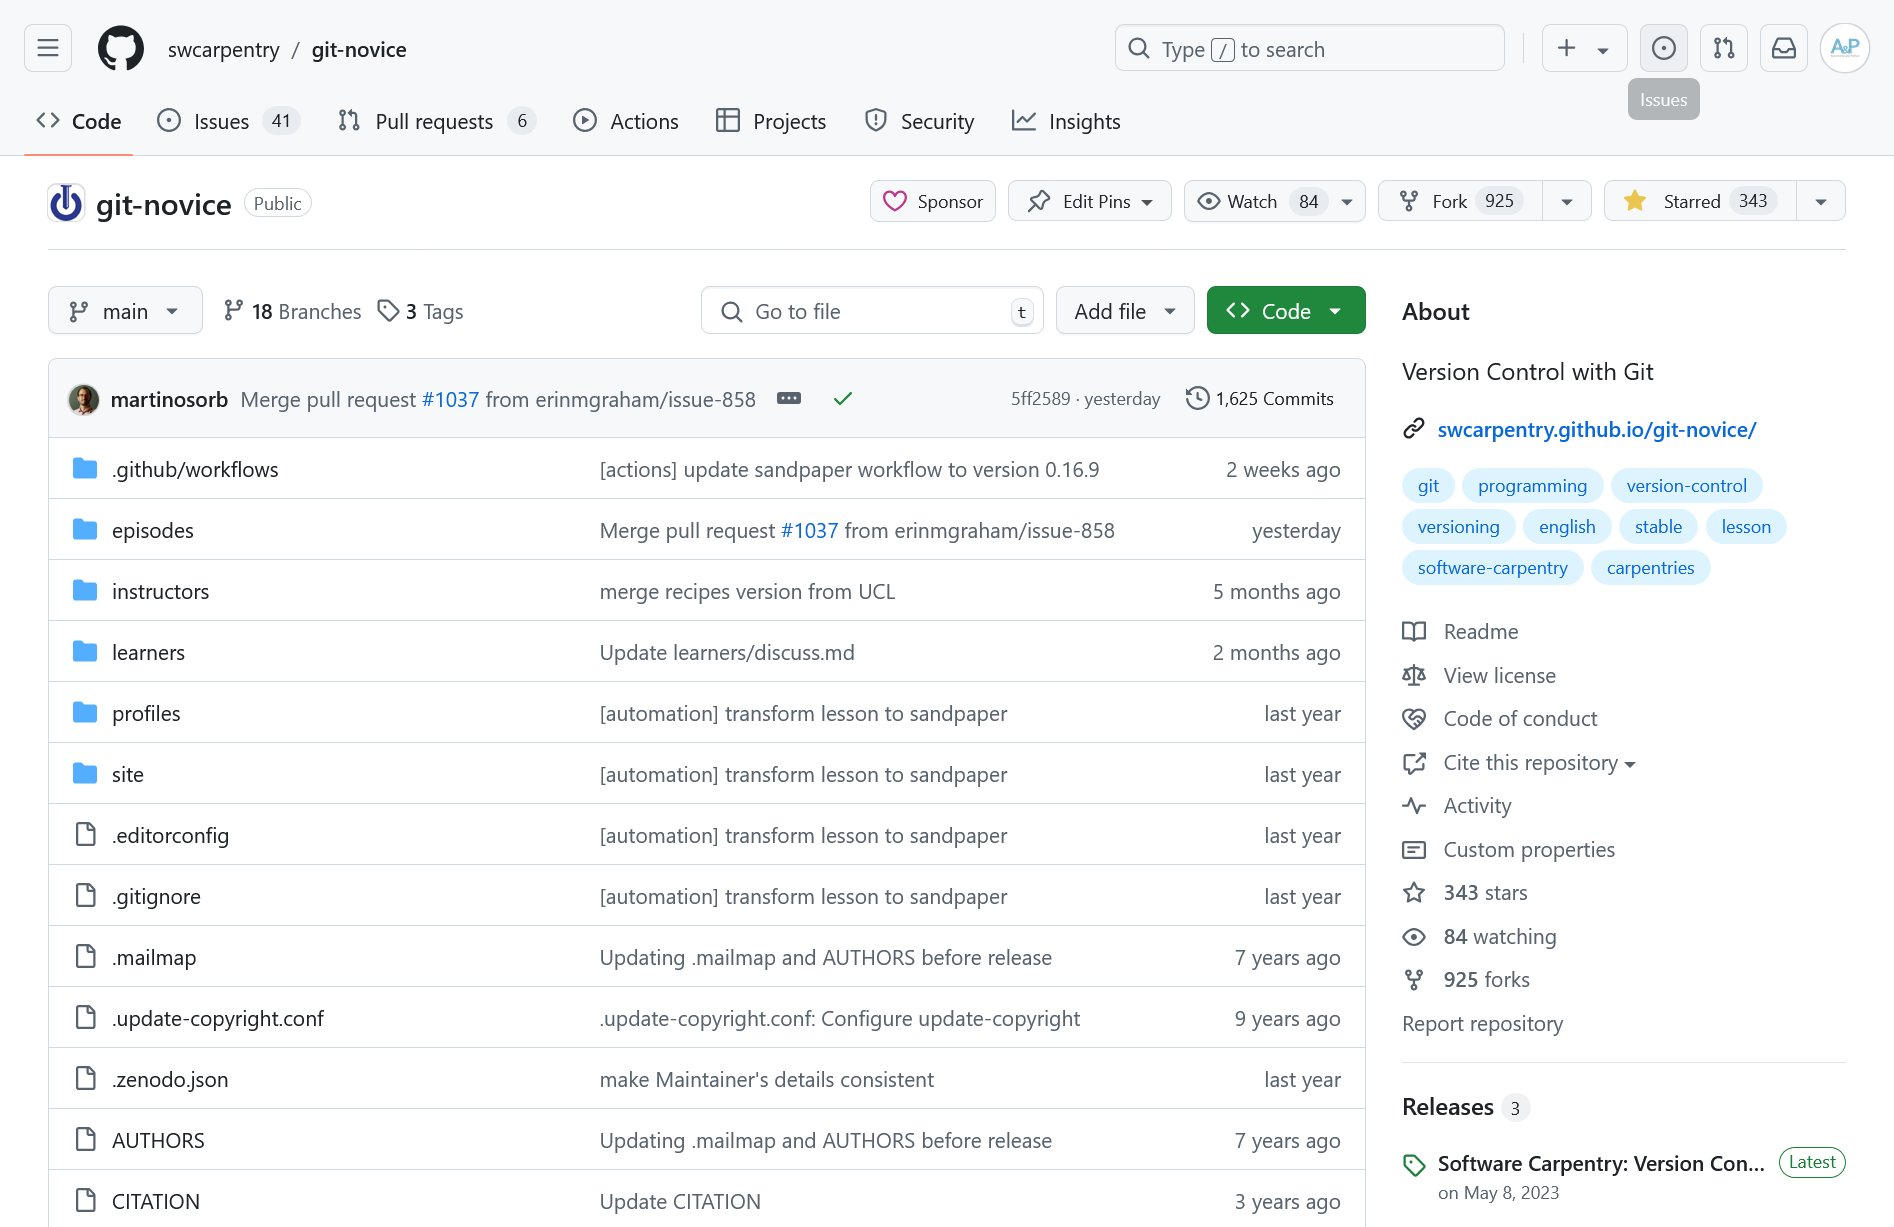 swcarpentry / git-novice
Type / to search
A&P
Issues
Code
Issues 41
Pull requests 6
Actions
Projects
Security
Insights
git-novice Public
Sponsor
Edit Pins
Watch 84
Fork 925
Starred 343
main
18 Branches
3 Tags
Go to file t
Add file
Code
martinosorb Merge pull request #1037 from erinmgraham/issue-858
5ff2589 · yesterday
1,625 Commits
.github/workflows [actions] update sandpaper workflow to version 0.16.9 2 weeks ago
episodes Merge pull request #1037 from erinmgraham/issue-858 yesterday
instructors merge recipes version from UCL 5 months ago
learners Update learners/discuss.md 2 months ago
profiles [automation] transform lesson to sandpaper last year
site [automation] transform lesson to sandpaper last year
.editorconfig [automation] transform lesson to sandpaper last year
.gitignore [automation] transform lesson to sandpaper last year
.mailmap Updating .mailmap and AUTHORS before release 7 years ago
.update-copyright.conf .update-copyright.conf: Configure update-copyright 9 years ago
.zenodo.json make Maintainer's details consistent last year
AUTHORS Updating .mailmap and AUTHORS before release 7 years ago
CITATION Update CITATION 3 years ago
About
Version Control with Git
swcarpentry.github.io/git-novice/
git programming version-control
versioning english stable lesson
software-carpentry carpentries
Readme
View license
Code of conduct
Cite this repository
Activity
Custom properties
343 stars
84 watching
925 forks
Report repository
Releases 3
Software Carpentry: Version Con... Latest
on May 8, 2023